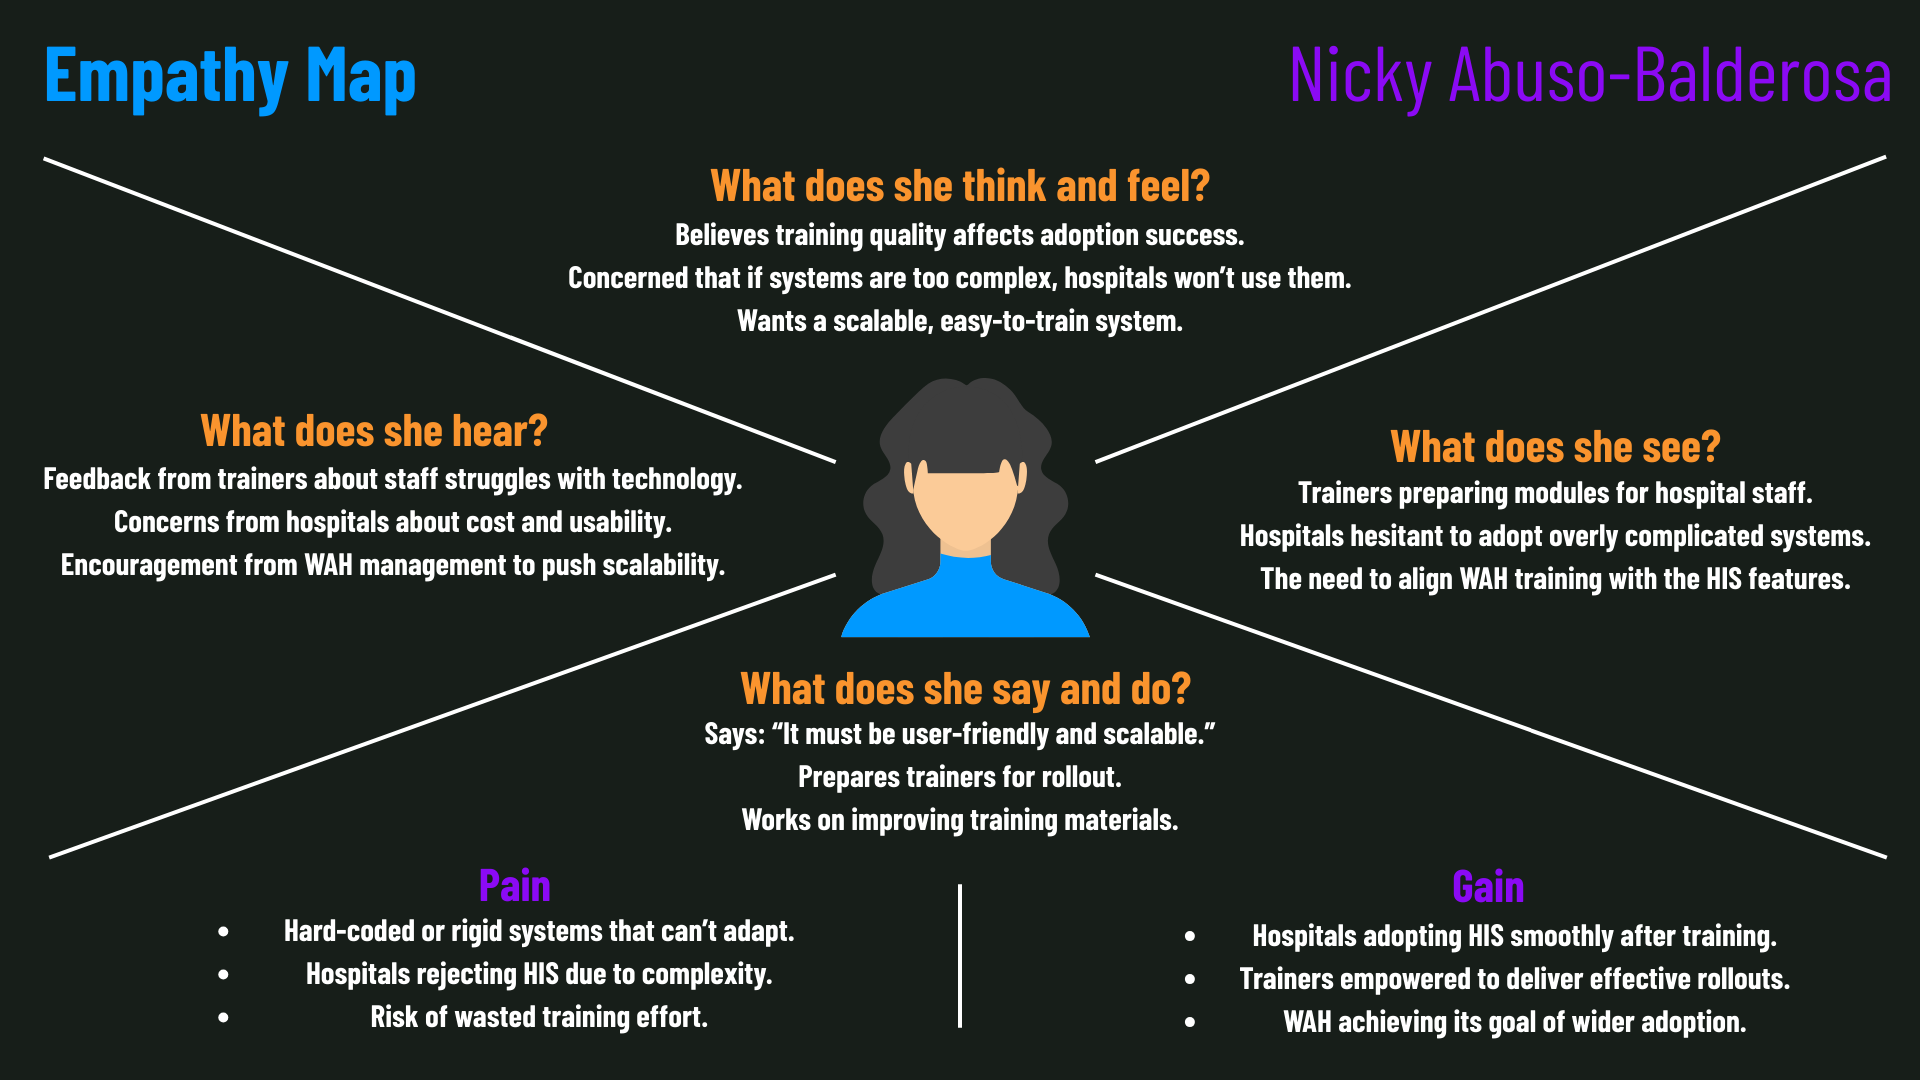 Empathy Map
Nicky Abuso-Balderosa
What does she think and feel?
Believes training quality affects adoption success.
Concerned that if systems are too complex, hospitals won’t use them.
Wants a scalable, easy-to-train system.
What does she hear?
Feedback from trainers about staff struggles with technology.
Concerns from hospitals about cost and usability.
Encouragement from WAH management to push scalability.
What does she see?
Trainers preparing modules for hospital staff.
Hospitals hesitant to adopt overly complicated systems.
The need to align WAH training with the HIS features.
What does she say and do?
Says: “It must be user-friendly and scalable.”
Prepares trainers for rollout.
Works on improving training materials.
Pain
• Hard-coded or rigid systems that can’t adapt.
• Hospitals rejecting HIS due to complexity.
• Risk of wasted training effort.
Gain
• Hospitals adopting HIS smoothly after training.
• Trainers empowered to deliver effective rollouts.
• WAH achieving its goal of wider adoption.